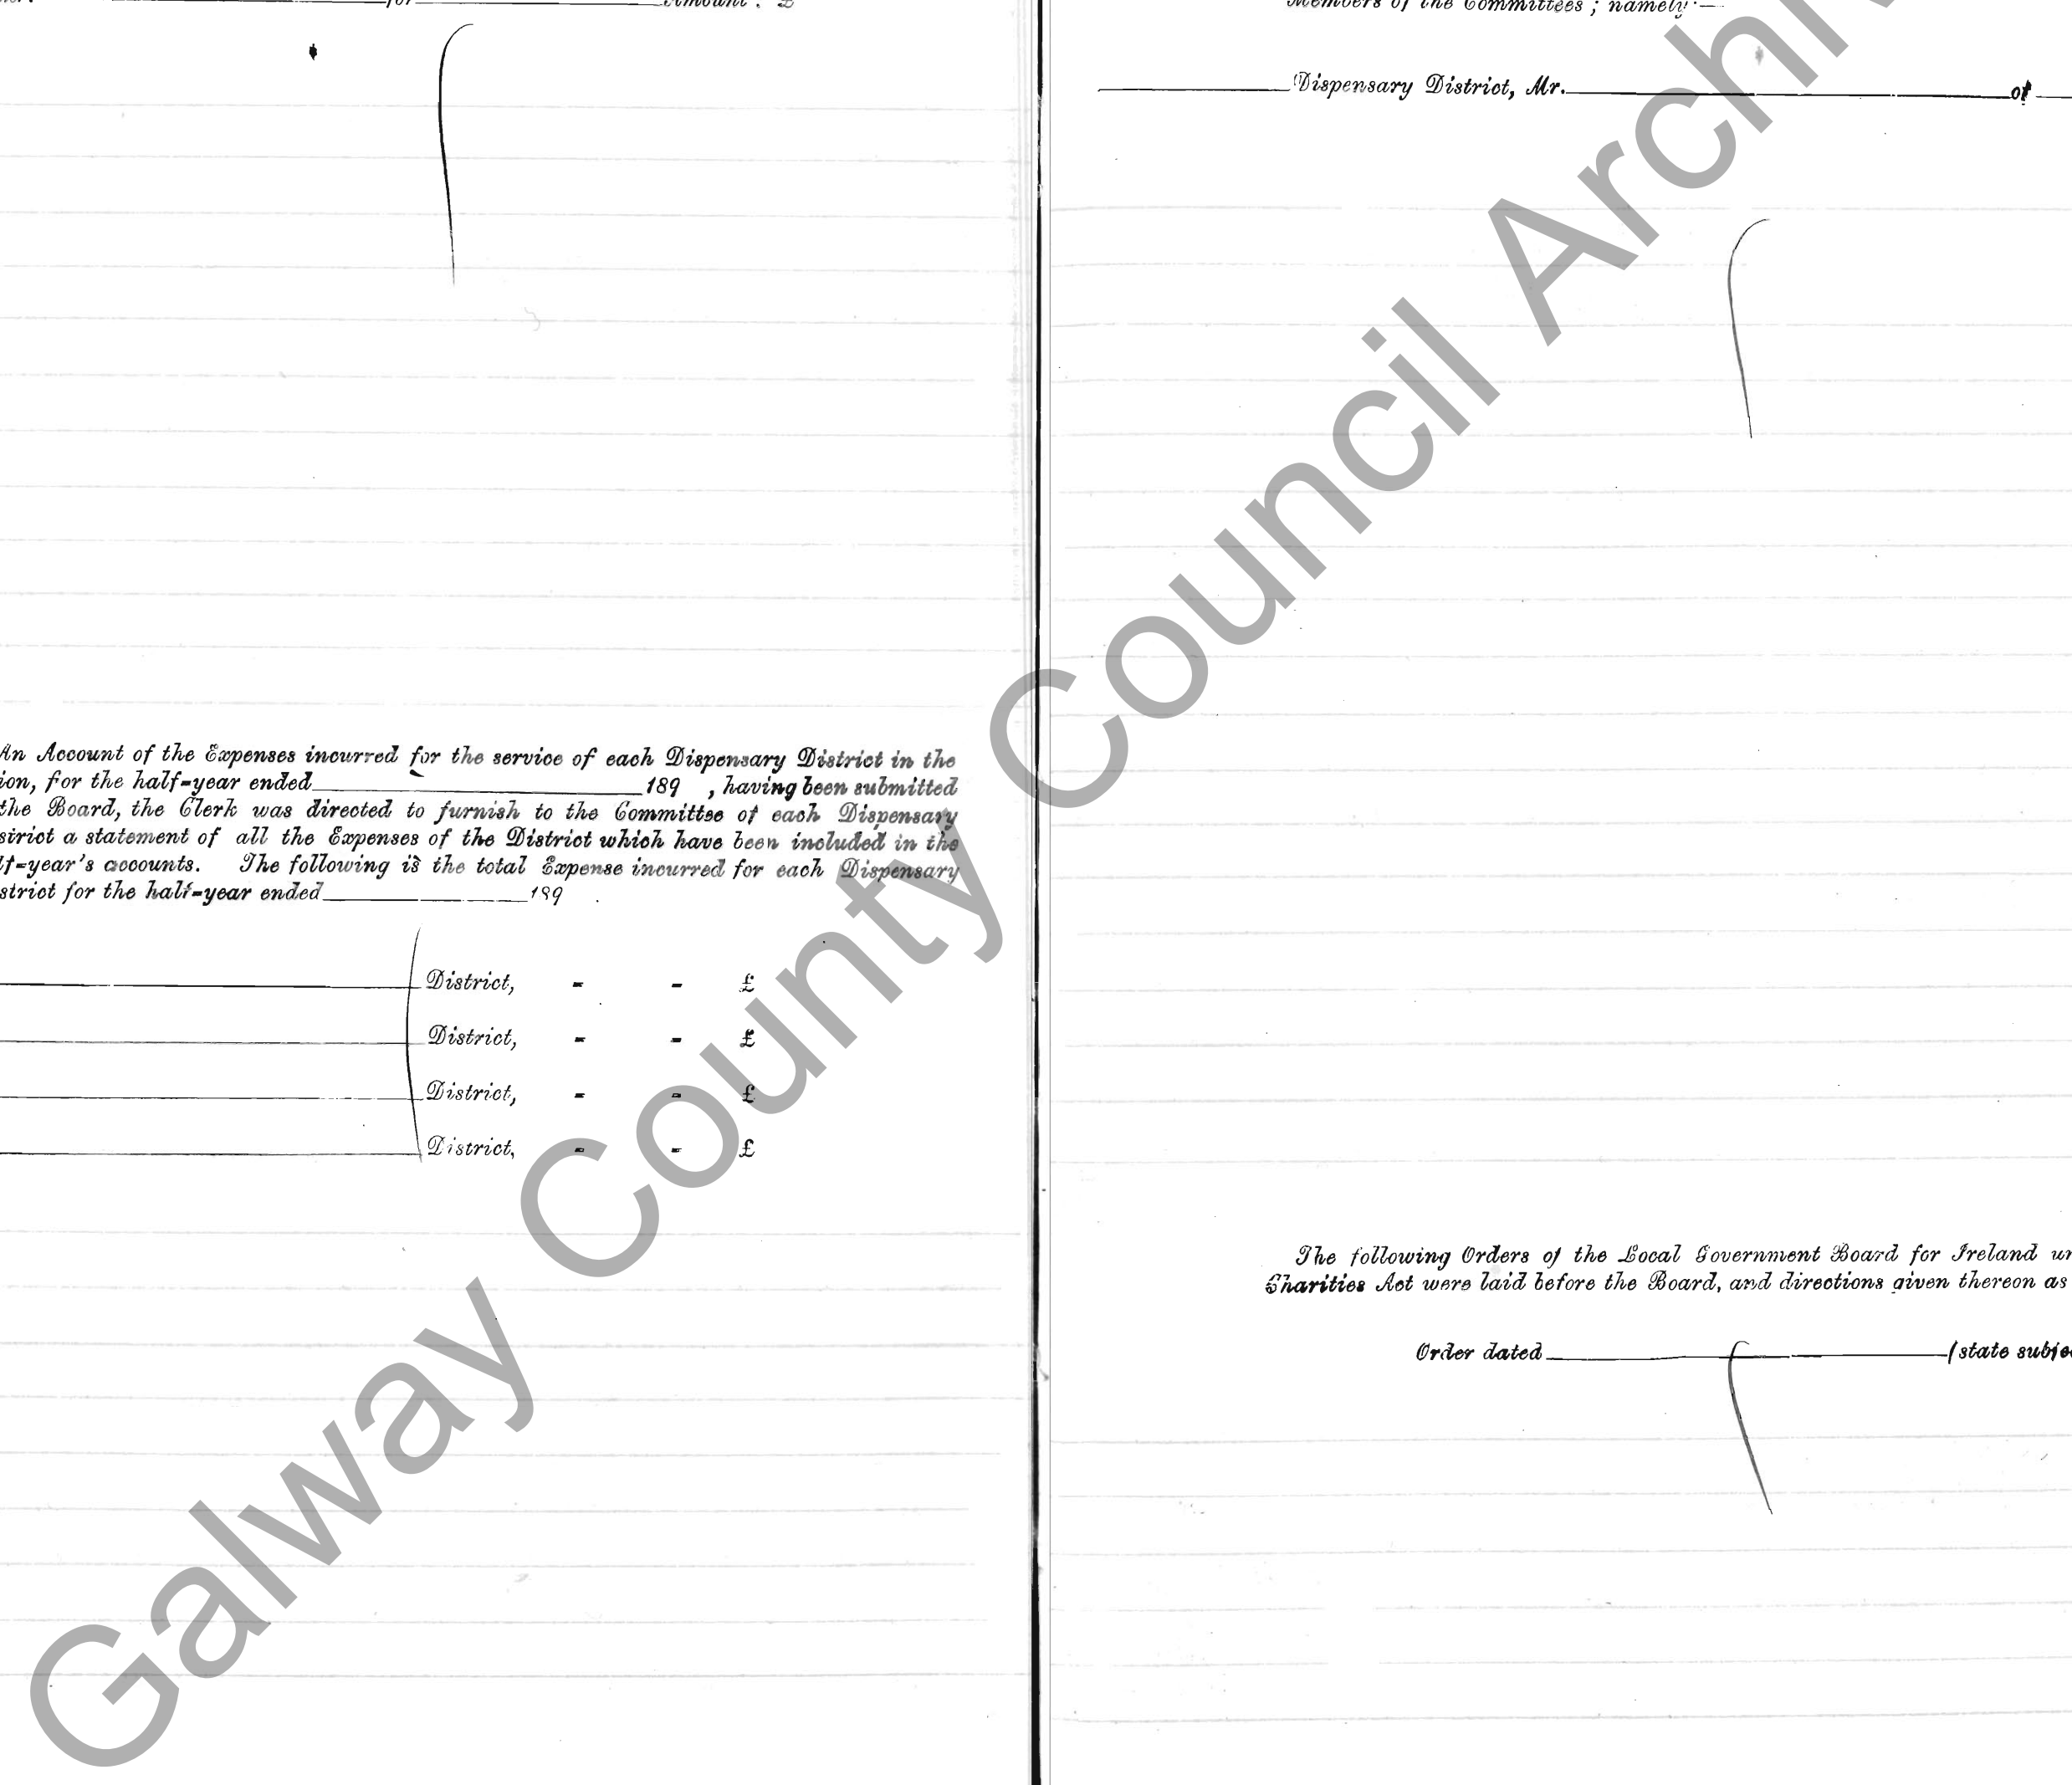 for Amount, £
An Account of the Expenses incurred for the service of each Dispensary District in the
ion, for the half-year ended 189 , having been submitted
the Board, the Clerk was directed to furnish to the Committee of each Dispensary
strict a statement of all the Expenses of the District which have been included in the
lf-year's accounts. The following is the total Expense incurred for each Dispensary
strict for the half-year ended 189 .
District, - - £
District, - - £
District, - - £
District, - - £
Members of the Committees ; namely :—
Dispensary District, Mr. of
The following Orders of the Local Government Board for Ireland un
Charities Act were laid before the Board, and directions given thereon as
Order dated (state subjec
Galway County Council Archiv